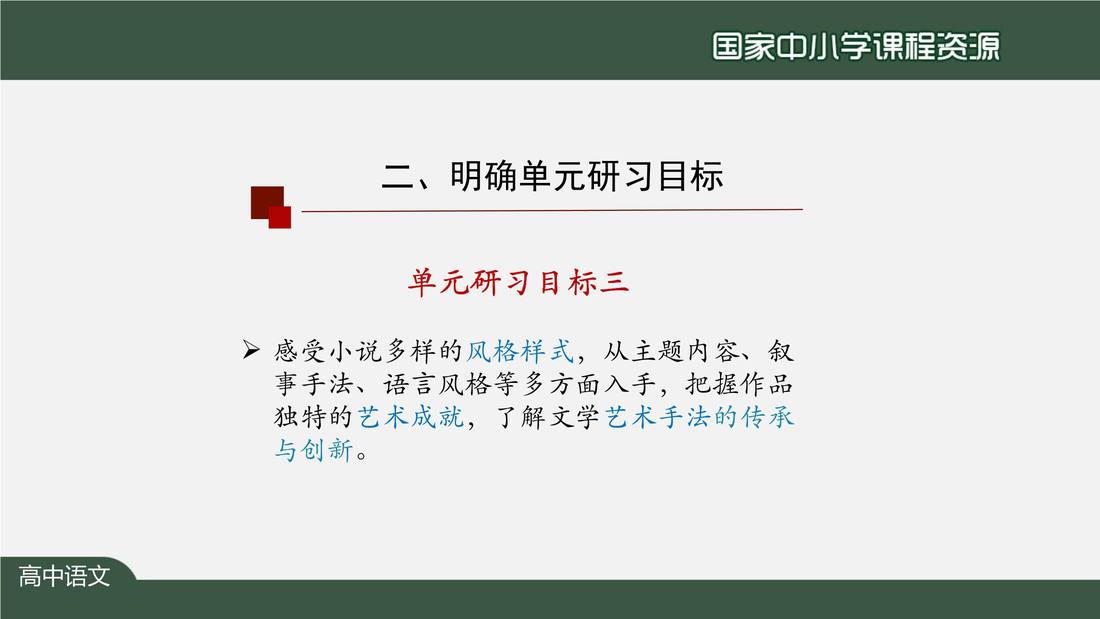 国家中小学课程资源
二、明确单元研习目标
单元研习目标三
➢ 感受小说多样的风格样式，从主题内容、叙
事手法、语言风格等多方面入手，把握作品
独特的艺术成就，了解文学艺术手法的传承
与创新。
高中语文